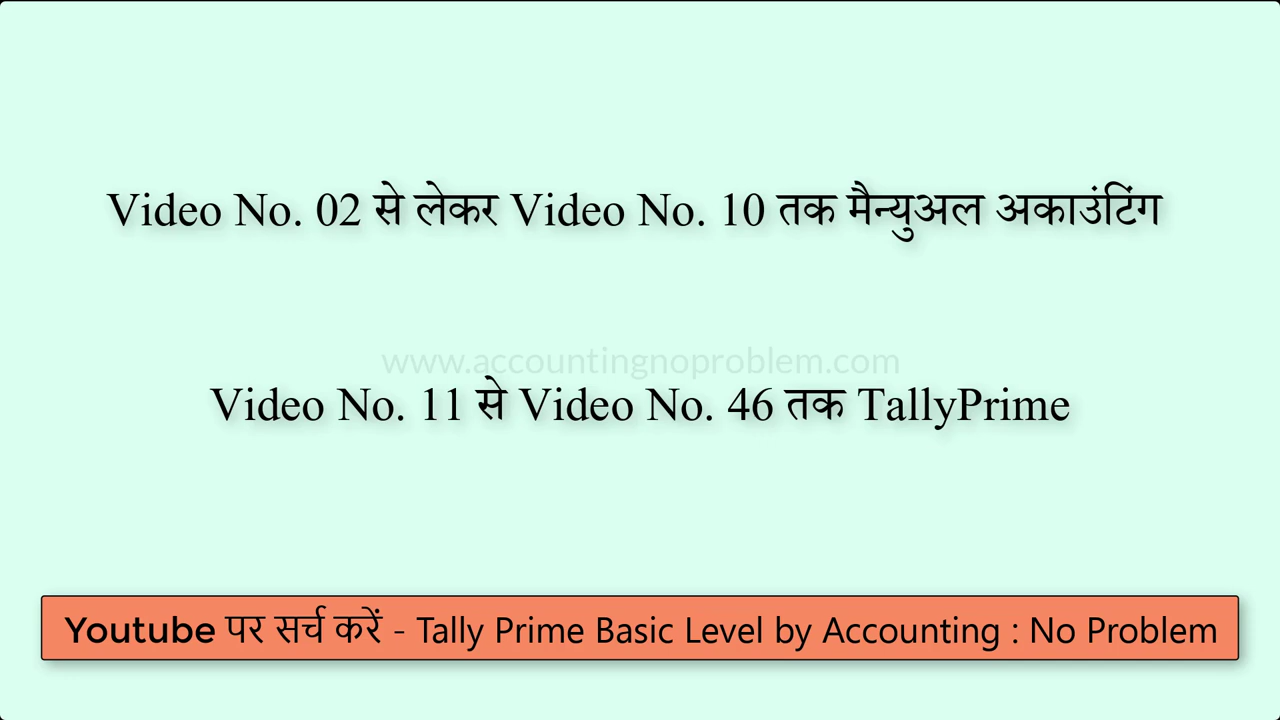 Video No. 02 से लेकर Video No. 10 तक मैन्युअल अकाउंटिंग
www.accountingnoproblem.com
Video No. 11 से Video No. 46 तक TallyPrime
Youtube पर सर्च करें - Tally Prime Basic Level by Accounting : No Problem